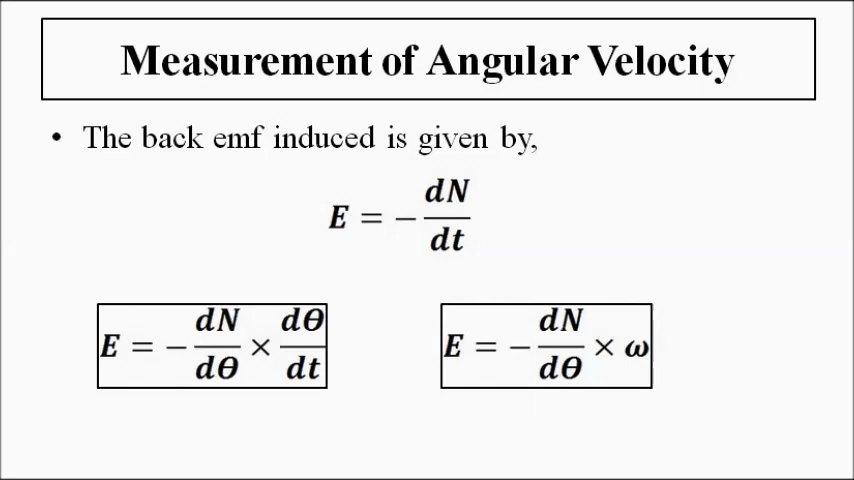 Measurement of Angular Velocity
• The back emf induced is given by,
E = − dN/dt
E = − dN/dΘ × dΘ/dt
E = − dN/dΘ × ω